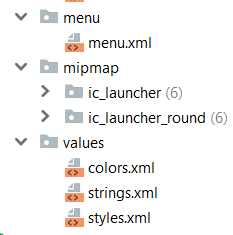 menu
menu.xml
mipmap
ic_launcher (6)
ic_launcher_round (6)
values
colors.xml
strings.xml
styles.xml